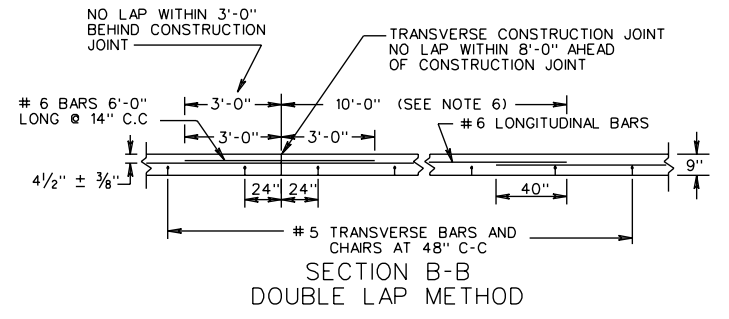 NO LAP WITHIN 3'-0"
BEHIND CONSTRUCTION
JOINT
TRANSVERSE CONSTRUCTION JOINT
NO LAP WITHIN 8'-0" AHEAD
OF CONSTRUCTION JOINT
# 6 BARS 6'-0"
LONG @ 14" C.C
3'-0"
10'-0" (SEE NOTE 6)
3'-0"
3'-0"
#6 LONGITUDINAL BARS
4½" ± ⅜"
9"
24"
24"
40"
#5 TRANSVERSE BARS AND
CHAIRS AT 48" C-C
SECTION B-B
DOUBLE LAP METHOD